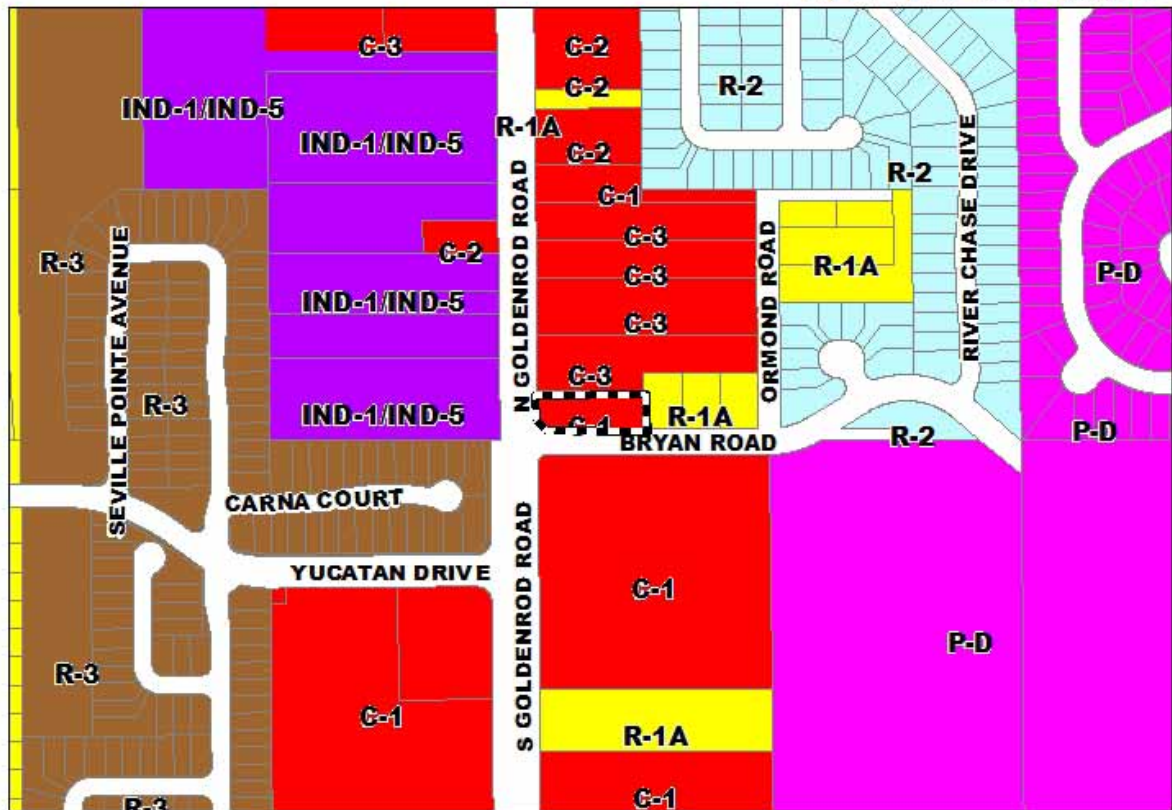 C-3
C-2
C-2
R-2
IND-1/IND-5
IND-1/IND-5
R-1A
C-2
R-2
C-1
N GOLDENROD ROAD
ORMOND ROAD
RIVER CHASE DRIVE
SEVILLE POINTE AVENUE
R-3
C-2
C-3
R-1A
P-D
C-3
IND-1/IND-5
C-3
C-3
R-3
IND-1/IND-5
C-1
R-1A
BRYAN ROAD
R-2
P-D
CARNA COURT
S GOLDENROD ROAD
YUCATAN DRIVE
C-1
P-D
R-3
C-1
R-1A
R-3
C-1